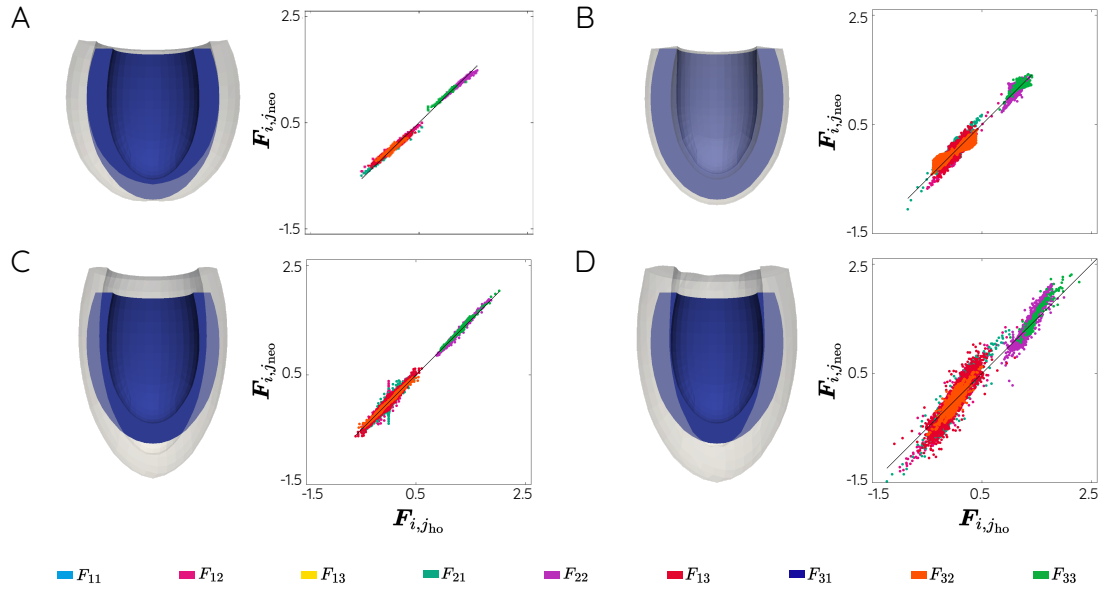 A
B
2.5
0.5
-1.5
F_{i,j_{neo}}
2.5
0.5
-1.5
F_{i,j_{neo}}
C
D
2.5
0.5
-1.5
F_{i,j_{neo}}
-1.5 0.5 2.5
F_{i,j_{ho}}
2.5
0.5
-1.5
F_{i,j_{neo}}
-1.5 0.5 2.5
F_{i,j_{ho}}
F_{11} F_{12} F_{13} F_{21} F_{22} F_{13} F_{31} F_{32} F_{33}